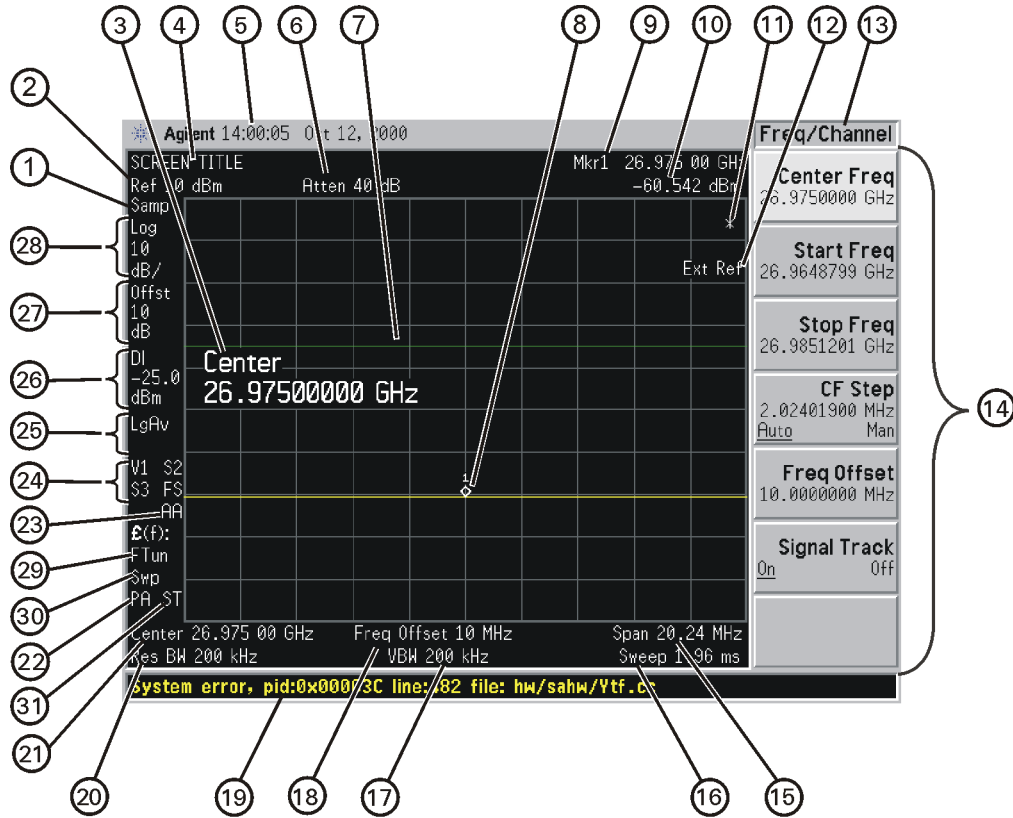 3 4 5 6 7 8 9 10 11 12 13
2
Agilent 14:00:05 Oct 12, 2000
Freq/Channel
SCREEN TITLE
Mkr1 26.975 00 GHz
Ref dBm Atten 40 dB
-60.542 dBm
1
Samp
28
Log
10
dB/
27
Offst
10
dB
26
Dl
-25.0
dBm
25
LgAv
24
V1 S2
S3 FS
23
AA
£(f):
29
FTun
30
Swp
22
PA ST
31
21
Ext Ref
Center
26.97500000 GHz
1
Center 26.975 00 GHz Freq Offset 10 MHz Span 20.24 MHz
Res BW 200 kHz VBW 200 kHz Sweep ms
System error, pid:0x00003C file: hw/sahw/Ytf.cc
Center Freq
26.9750000 GHz
Start Freq
26.9648799 GHz
Stop Freq
26.9851201 GHz
CF Step
2.02401900 MHz
Auto Man
Freq Offset
10.0000000 MHz
Signal Track
On Off
14
20 19 18 17 16 15